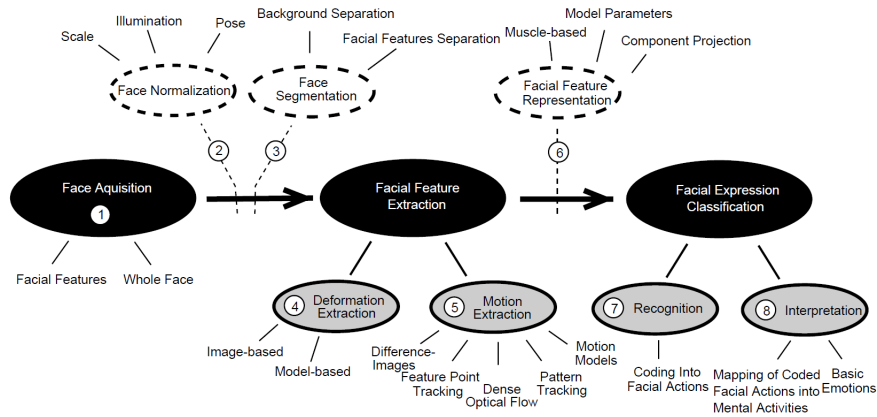 Scale
Illumination
Pose
Face Normalization
Background Separation
Facial Features Separation
Face
Segmentation
Muscle-based
Model Parameters
Component Projection
Facial Feature
Representation
2
3
6
Face Aquisition
1
Facial Features
Whole Face
Facial Feature
Extraction
4
Deformation
Extraction
Image-based
Model-based
5
Motion
Extraction
Difference-
Images
Feature Point
Tracking
Dense
Optical Flow
Pattern
Tracking
Motion
Models
Facial Expression
Classification
7
Recognition
Coding Into
Facial Actions
8
Interpretation
Mapping of Coded
Facial Actions into
Mental Activities
Basic
Emotions